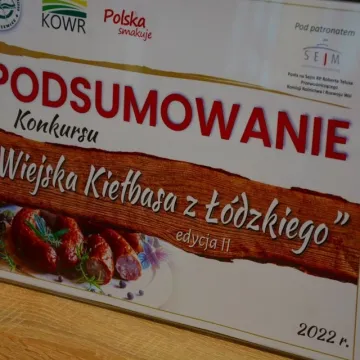 KOWR
Polska
smakuje
Pod patronatem
SEJM
PODSUMOWANIE
Konkursu
"Wiejska Kiełbasa z Łódzkiego"
edycja II
2022 r.